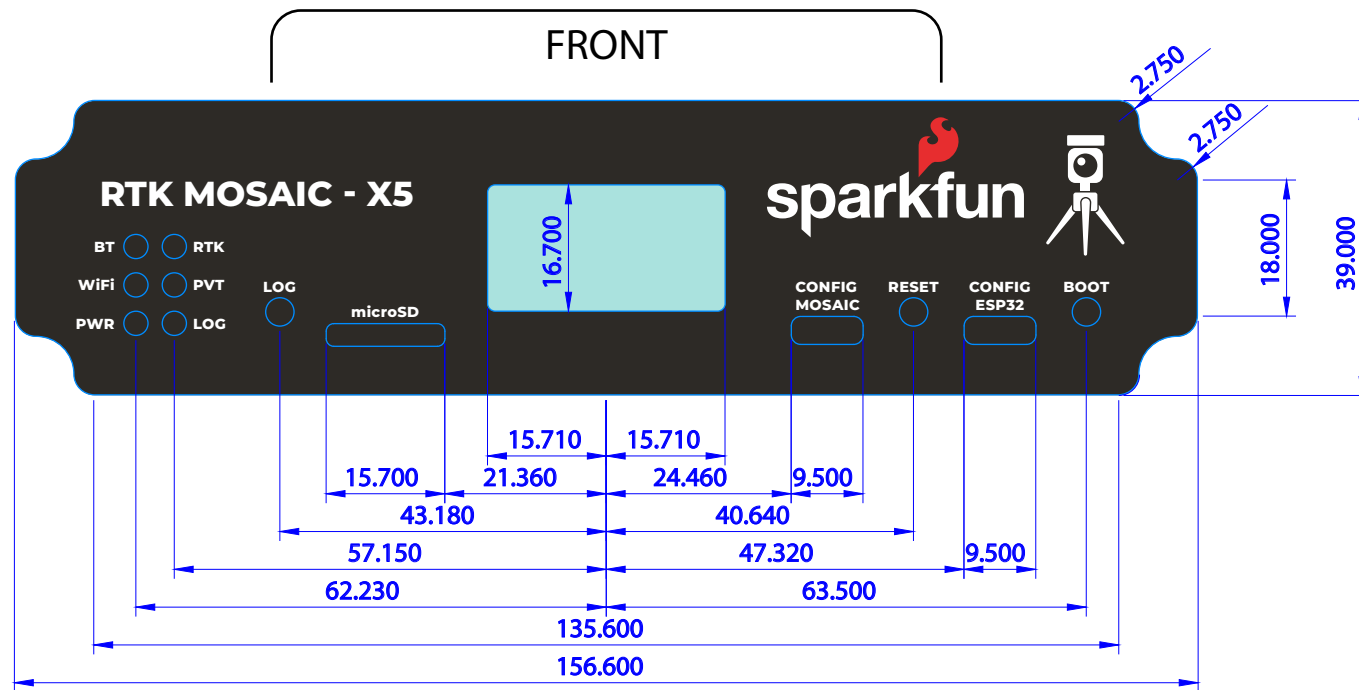 FRONT
2.750
2.750
RTK MOSAIC - X5
sparkfun
16.700
18.000
39.000
BT RTK
WiFi PVT
PWR LOG
LOG
microSD
CONFIG
MOSAIC
RESET
CONFIG
ESP32
BOOT
15.710 15.710
15.700 21.360 24.460 9.500
43.180 40.640
57.150 47.320 9.500
62.230 63.500
135.600
156.600